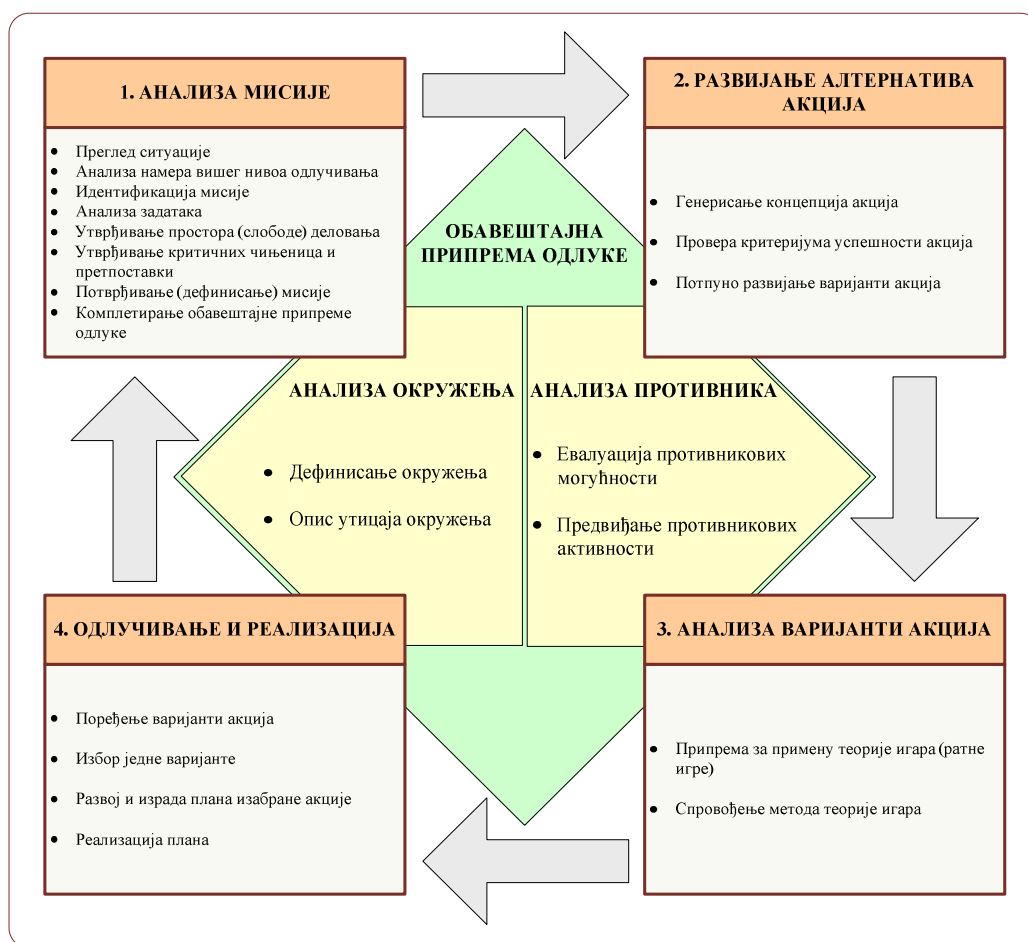 1. АНАЛИЗА МИСИЈЕ
• Преглед ситуације
• Анализа намера вишег нивоа одлучивања
• Идентификација мисије
• Анализа задатака
• Утврђивање простора (слободе) деловања
• Утврђивање критичних чињеница и
претпоставки
• Потврђивање (дефинисање) мисије
• Комплетирање обавештајне припреме
одлуке
2. РАЗВИЈАЊЕ АЛТЕРНАТИВА
АКЦИЈА
• Генерисање концепција акција
• Провера критеријума успешности акција
• Потпуно развијање варијанти акција
ОБАВЕШТАЈНА
ПРИПРЕМА ОДЛУКЕ
АНАЛИЗА ОКРУЖЕЊА
• Дефинисање окружења
• Опис утицаја окружења
АНАЛИЗА ПРОТИВНИКА
• Евалуација противникових
могућности
• Предвиђање противникових
активности
4. ОДЛУЧИВАЊЕ И РЕАЛИЗАЦИЈА
• Поређење варијанти акција
• Избор једне варијанте
• Развој и израда плана изабране акције
• Реализација плана
3. АНАЛИЗА ВАРИЈАНТИ АКЦИЈА
• Припрема за примену теорије игара (ратне
игре)
• Спровођење метода теорије игара